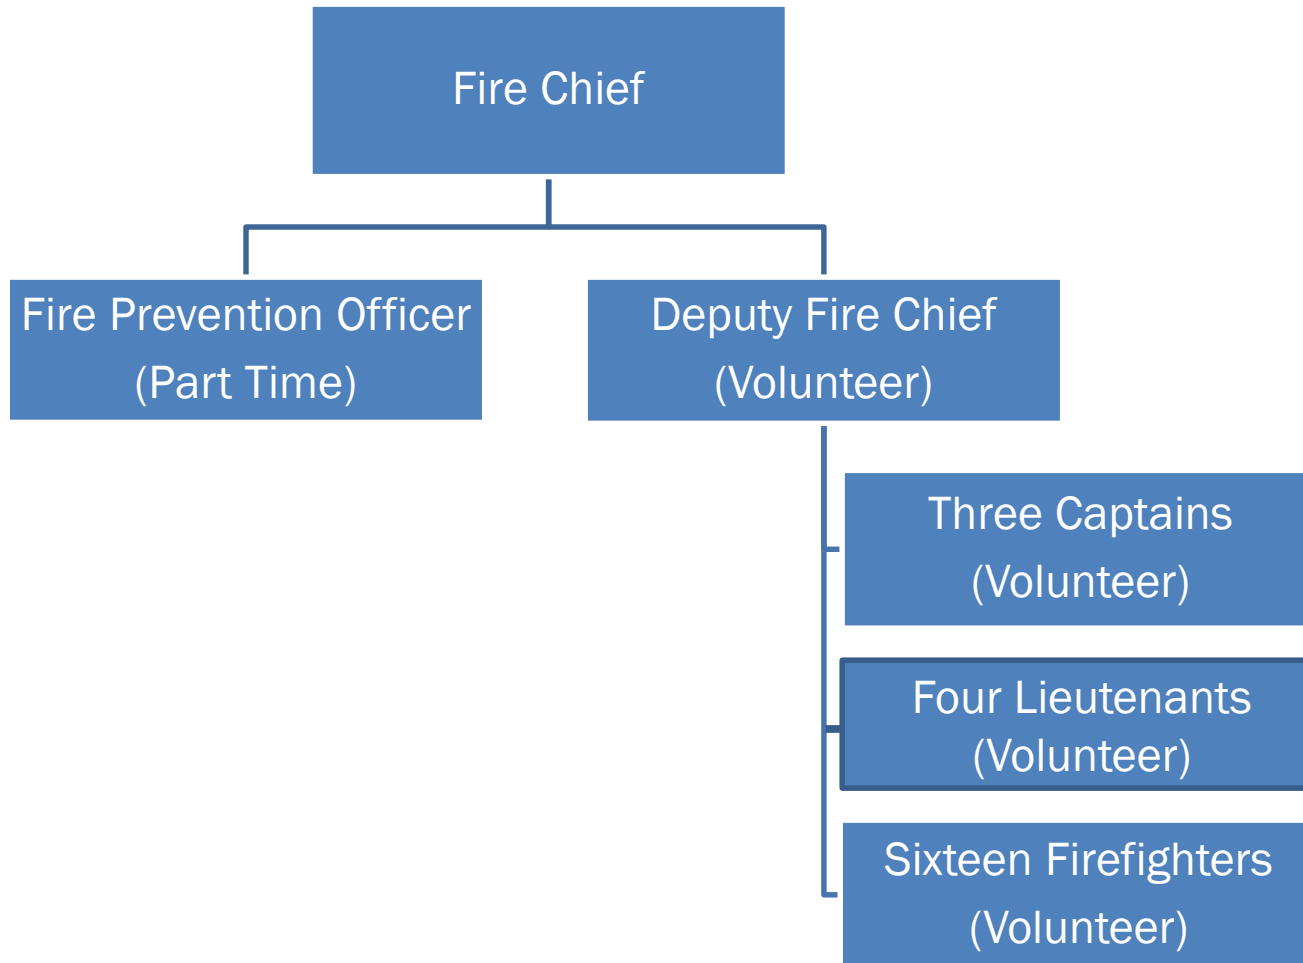 Fire Chief
Fire Prevention Officer
(Part Time)
Deputy Fire Chief
(Volunteer)
Three Captains
(Volunteer)
Four Lieutenants
(Volunteer)
Sixteen Firefighters
(Volunteer)